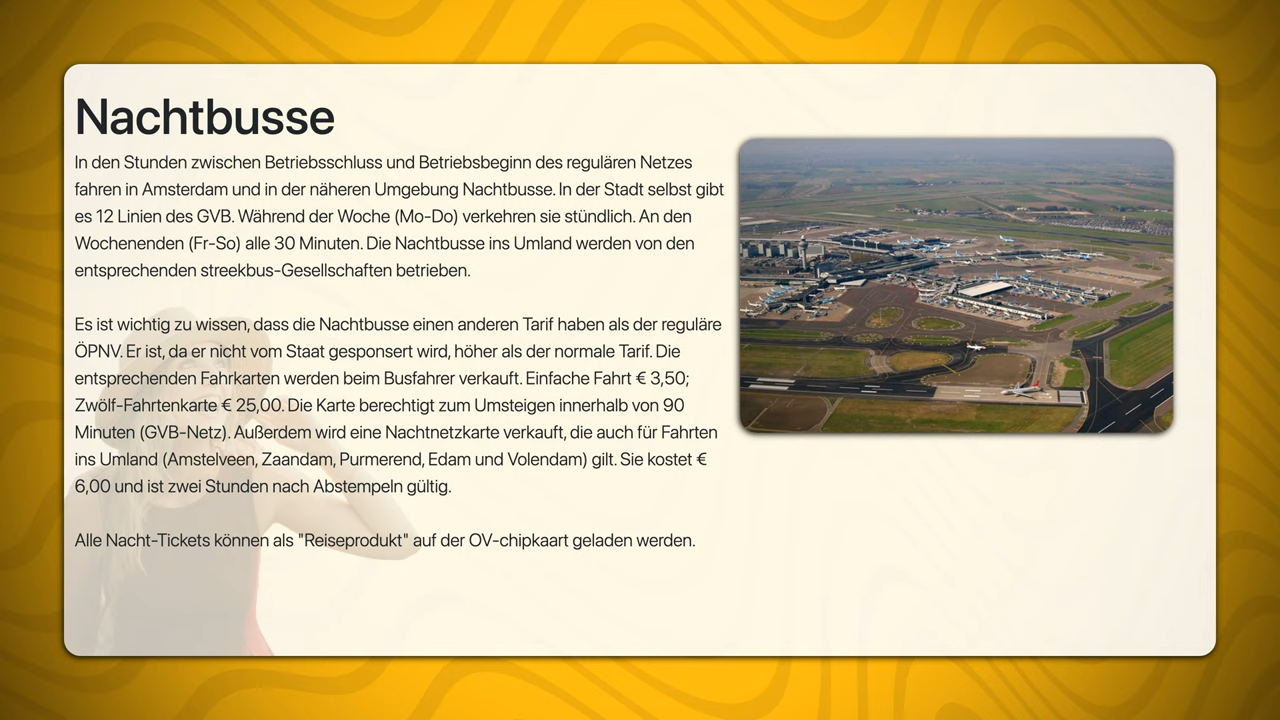 Nachtbusse
In den Stunden zwischen Betriebsschluss und Betriebsbeginn des regulären Netzes
fahren in Amsterdam und in der näheren Umgebung Nachtbusse. In der Stadt selbst gibt
es 12 Linien des GVB. Während der Woche (Mo-Do) verkehren sie stündlich. An den
Wochenenden (Fr-So) alle 30 Minuten. Die Nachtbusse ins Umland werden von den
entsprechenden streekbus-Gesellschaften betrieben.
Es ist wichtig zu wissen, dass die Nachtbusse einen anderen Tarif haben als der reguläre
ÖPNV. Er ist, da er nicht vom Staat gesponsert wird, höher als der normale Tarif. Die
entsprechenden Fahrkarten werden beim Busfahrer verkauft. Einfache Fahrt € 3,50;
Zwölf-Fahrtenkarte € 25,00. Die Karte berechtigt zum Umsteigen innerhalb von 90
Minuten (GVB-Netz). Außerdem wird eine Nachtnetzkarte verkauft, die auch für Fahrten
ins Umland (Amstelveen, Zaandam, Purmerend, Edam und Volendam) gilt. Sie kostet €
6,00 und ist zwei Stunden nach Abstempeln gültig.
Alle Nacht-Tickets können als "Reiseprodukt" auf der OV-chipkaart geladen werden.